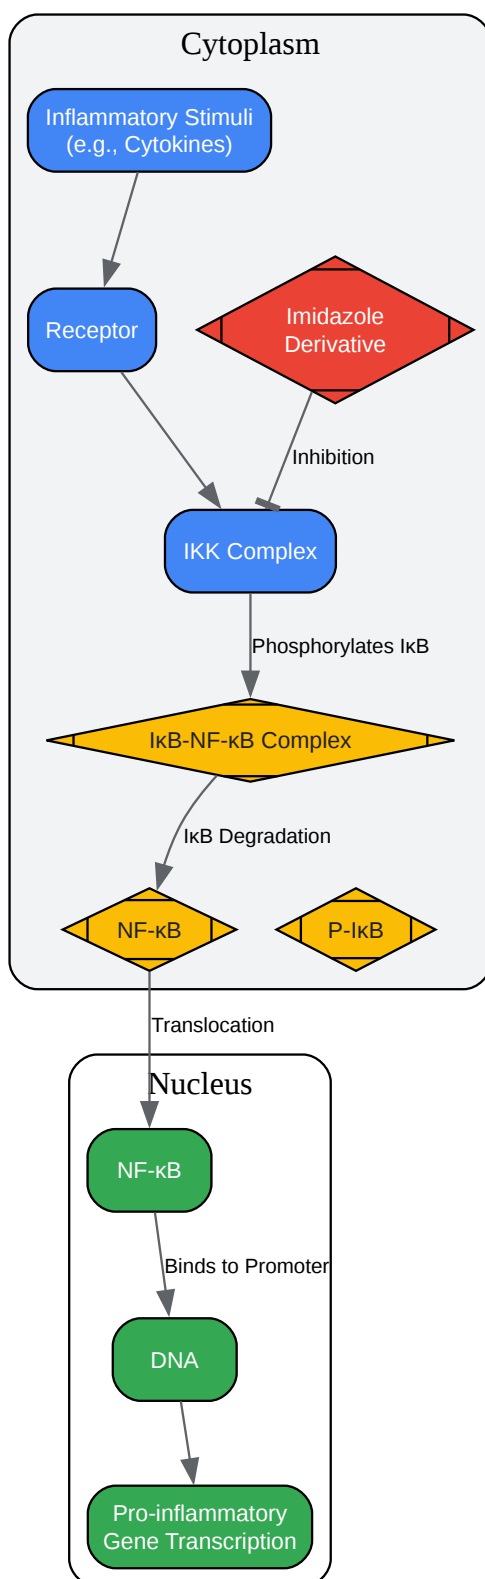 Cytoplasm
Inflammatory Stimuli
(e.g., Cytokines)
Receptor
Imidazole
Derivative
Inhibition
IKK Complex
Phosphorylates IκB
IκB-NF-κB Complex
IκB Degradation
NF-κB
P-IκB
Translocation
Nucleus
NF-κB
Binds to Promoter
DNA
Pro-inflammatory
Gene Transcription